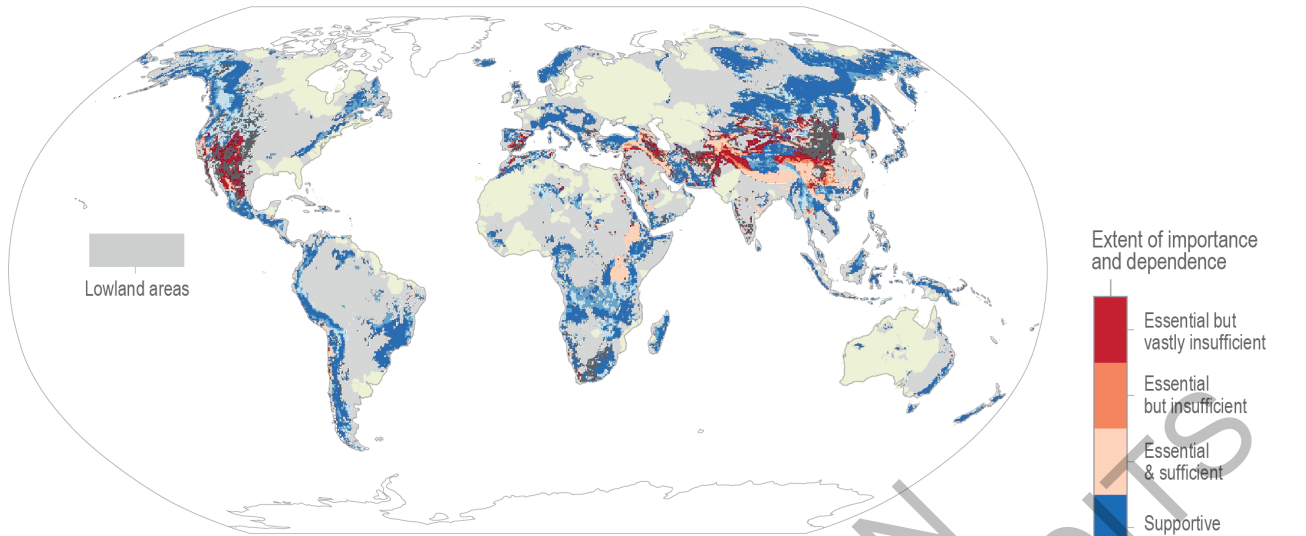 Lowland areas
Extent of importance
and dependence
Essential but
vastly insufficient
Essential
but insufficient
Essential
& sufficient
Supportive